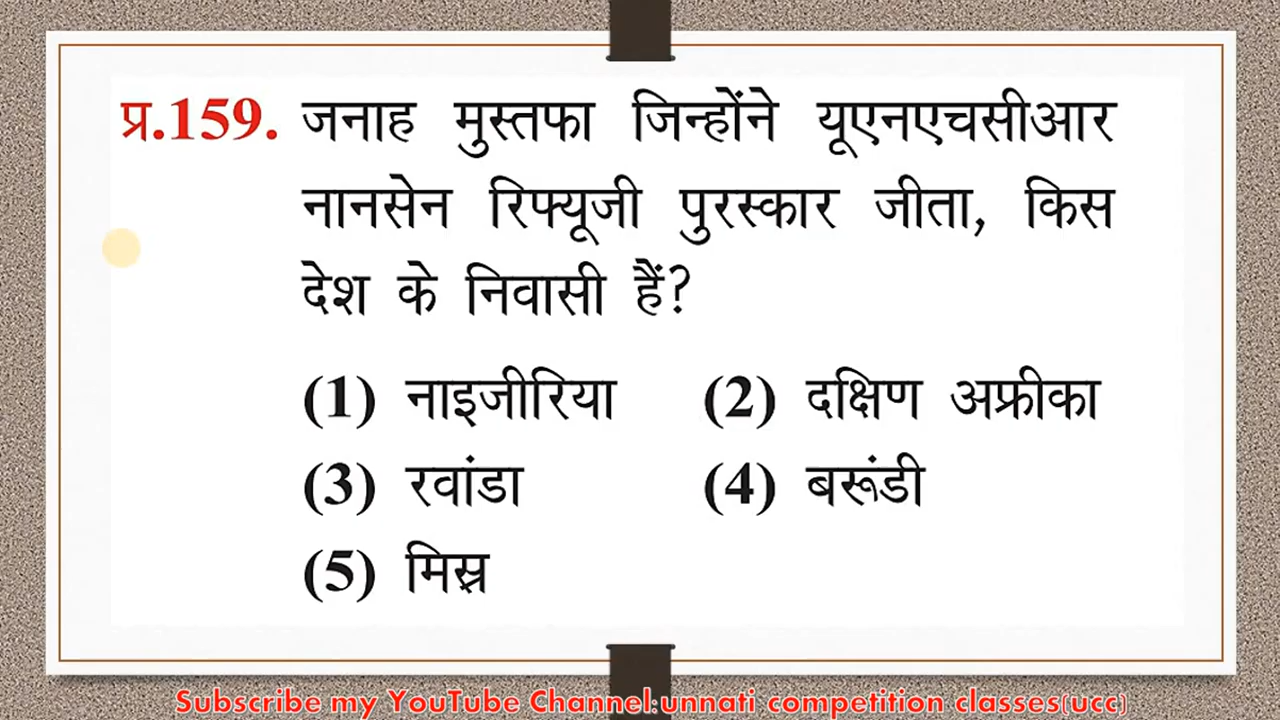 प्र.159. जनाह मुस्तफा जिन्होंने यूएनएचसीआर
नानसेन रिफ्यूजी पुरस्कार जीता, किस
देश के निवासी हैं?
(1) नाइजीरिया (2) दक्षिण अफ्रीका
(3) रवांडा (4) बरूंडी
(5) मिस्र
Subscribe my YouTube Channel:unnati competition classes(ucc)